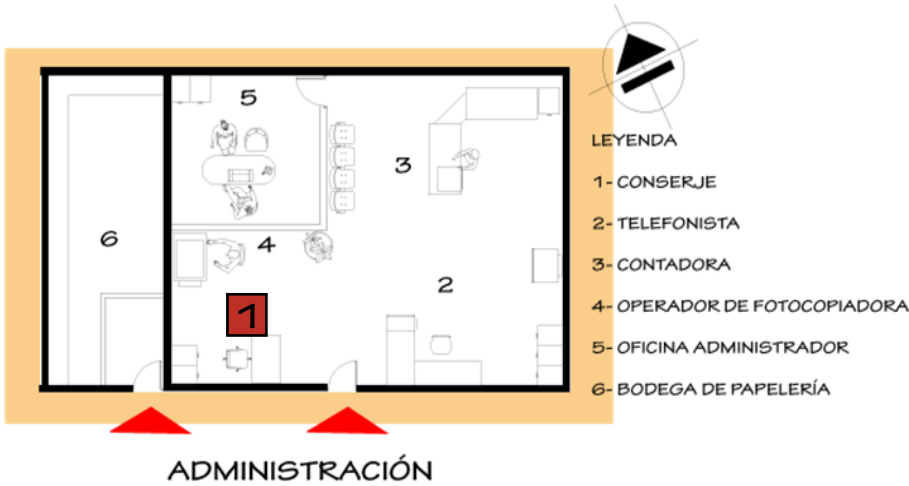 5
3
4
6
2
1
LEYENDA
1- CONSERJE
2- TELEFONISTA
3- CONTADORA
4- OPERADOR DE FOTOCOPIADORA
5- OFICINA ADMINISTRADOR
6- BODEGA DE PAPELERÍA
ADMINISTRACIÓN